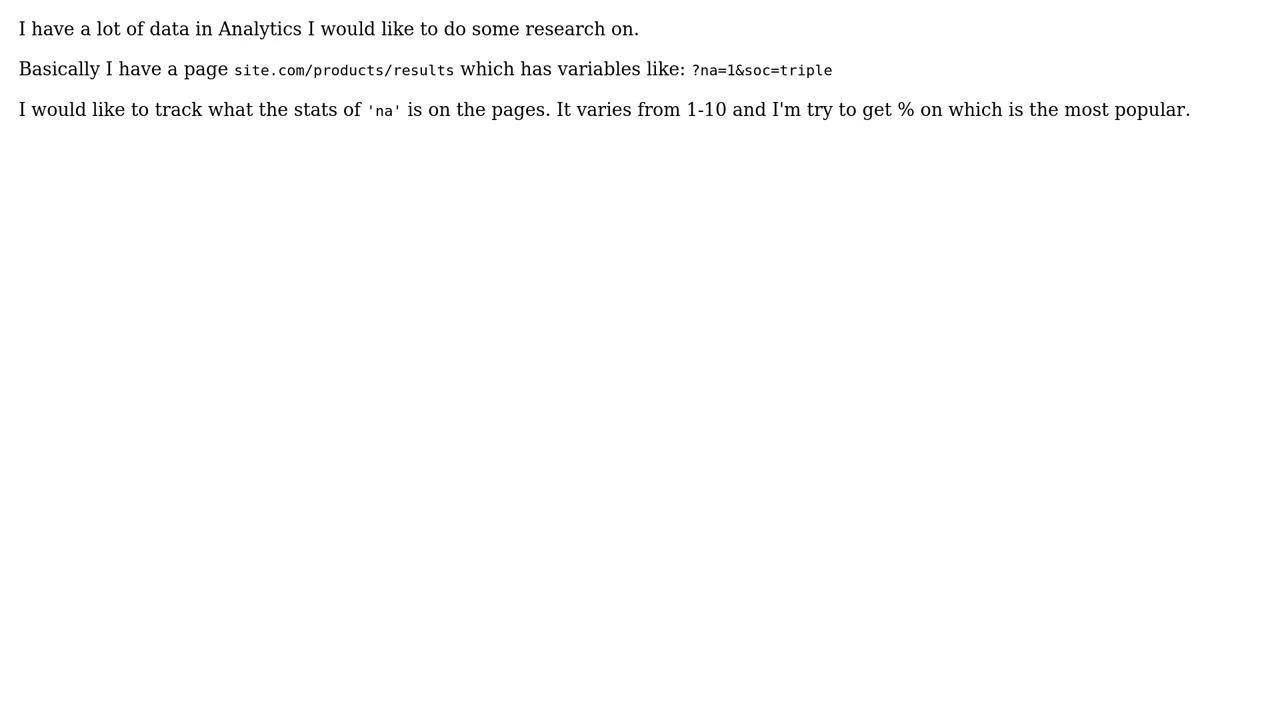 I have a lot of data in Analytics I would like to do some research on.
Basically I have a page site.com/products/results which has variables like: ?na=1&soc=triple
I would like to track what the stats of 'na' is on the pages. It varies from 1-10 and I'm try to get % on which is the most popular.